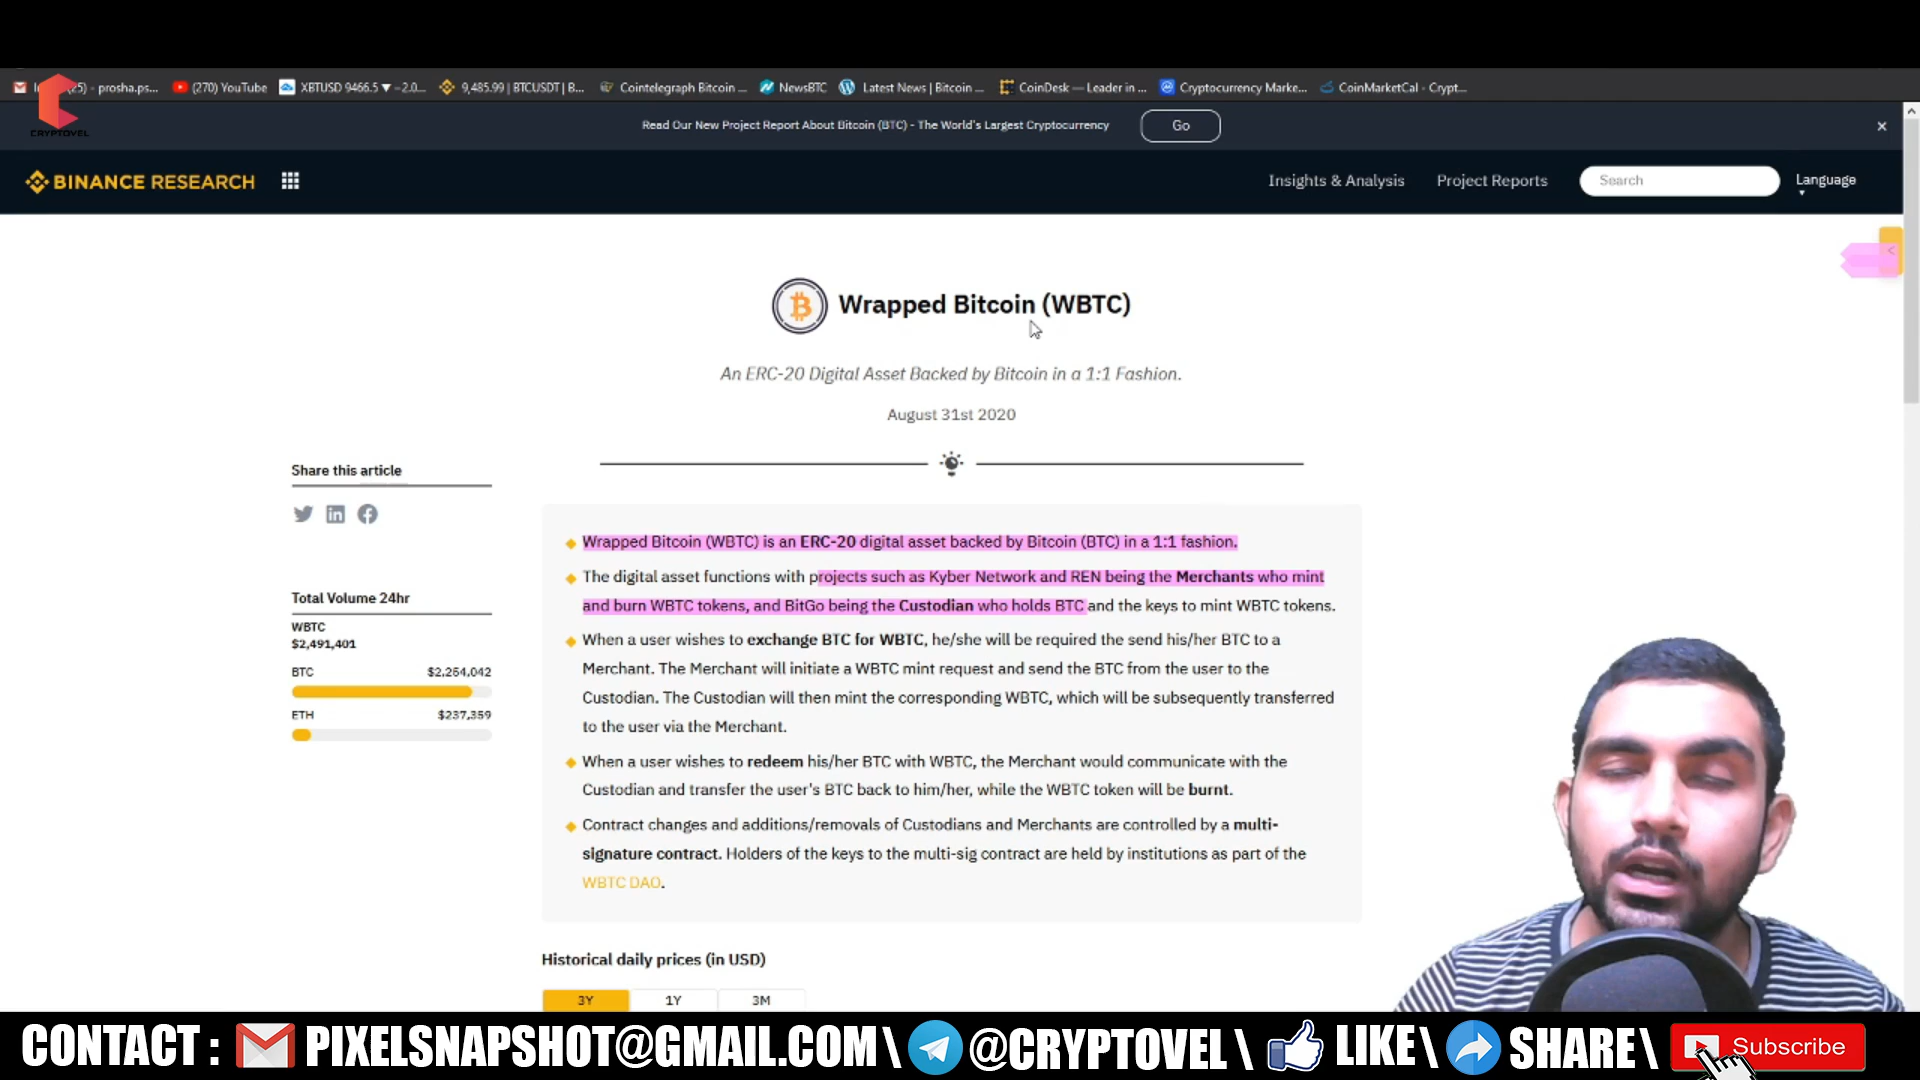 (25) - prosha.ps... (270) YouTube XBTUSD 9466.5 ▼ -2.0... 9,485.99 | BTCUSDT | B... Cointelegraph Bitcoin ... NewsBTC Latest News | Bitcoin ... CoinDesk — Leader in ... Cryptocurrency Marke... CoinMarketCal - Crypt...
CRYPTOVEL
Read Our New Project Report About Bitcoin (BTC) - The World's Largest Cryptocurrency Go
BINANCE RESEARCH Insights & Analysis Project Reports Search Language
Wrapped Bitcoin (WBTC)
An ERC-20 Digital Asset Backed by Bitcoin in a 1:1 Fashion.
August 31st 2020
Share this article
Total Volume 24hr
WBTC
$2,491,401
BTC $2,254,042
ETH $237,359
Wrapped Bitcoin (WBTC) is an ERC-20 digital asset backed by Bitcoin (BTC) in a 1:1 fashion.
The digital asset functions with projects such as Kyber Network and REN being the Merchants who mint
and burn WBTC tokens, and BitGo being the Custodian who holds BTC and the keys to mint WBTC tokens.
When a user wishes to exchange BTC for WBTC, he/she will be required the send his/her BTC to a
Merchant. The Merchant will initiate a WBTC mint request and send the BTC from the user to the
Custodian. The Custodian will then mint the corresponding WBTC, which will be subsequently transferred
to the user via the Merchant.
When a user wishes to redeem his/her BTC with WBTC, the Merchant would communicate with the
Custodian and transfer the user's BTC back to him/her, while the WBTC token will be burnt.
Contract changes and additions/removals of Custodians and Merchants are controlled by a multi-
signature contract. Holders of the keys to the multi-sig contract are held by institutions as part of the
WBTC DAO.
Historical daily prices (in USD)
3Y 1Y 3M
CONTACT : PIXELSNAPSHOT@GMAIL.COM \ @CRYPTOVEL \ LIKE \ SHARE \ Subscribe